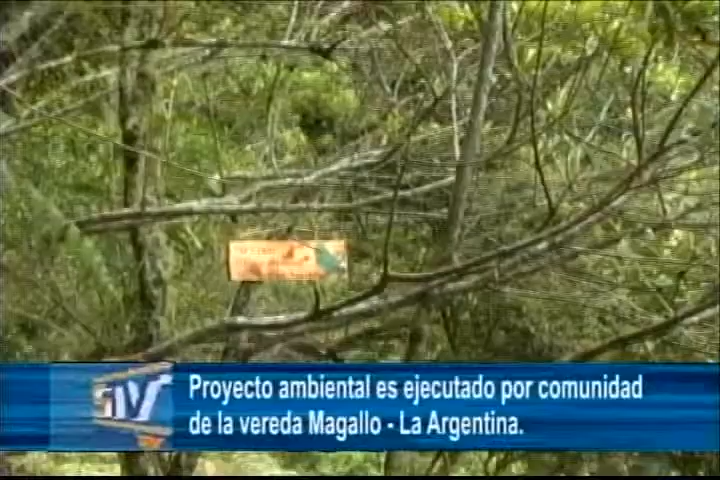 Proyecto ambiental es ejecutado por comunidad
de la vereda Magallo - La Argentina.